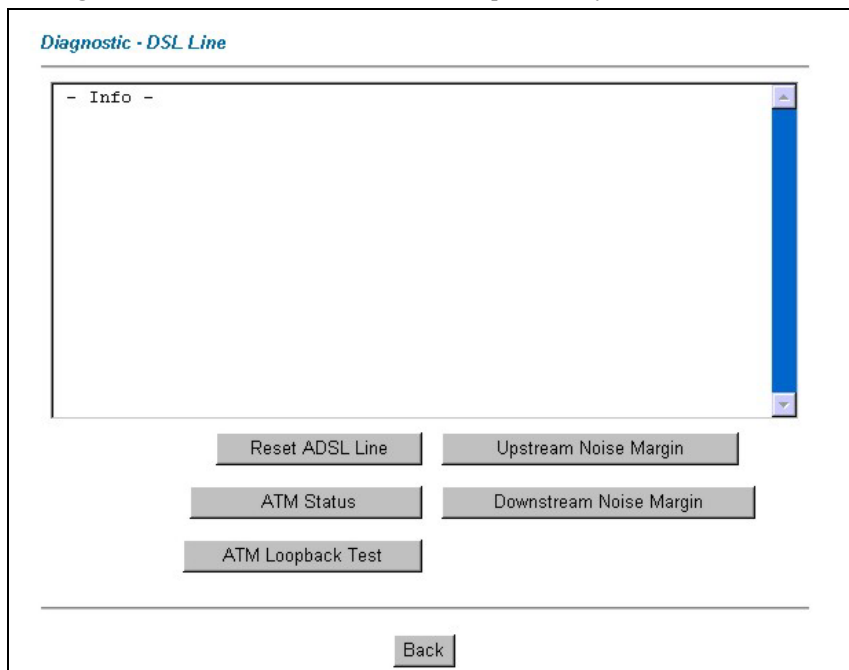 Diagnostic - DSL Line
- Info -
Reset ADSL Line
Upstream Noise Margin
ATM Status
Downstream Noise Margin
ATM Loopback Test
Back